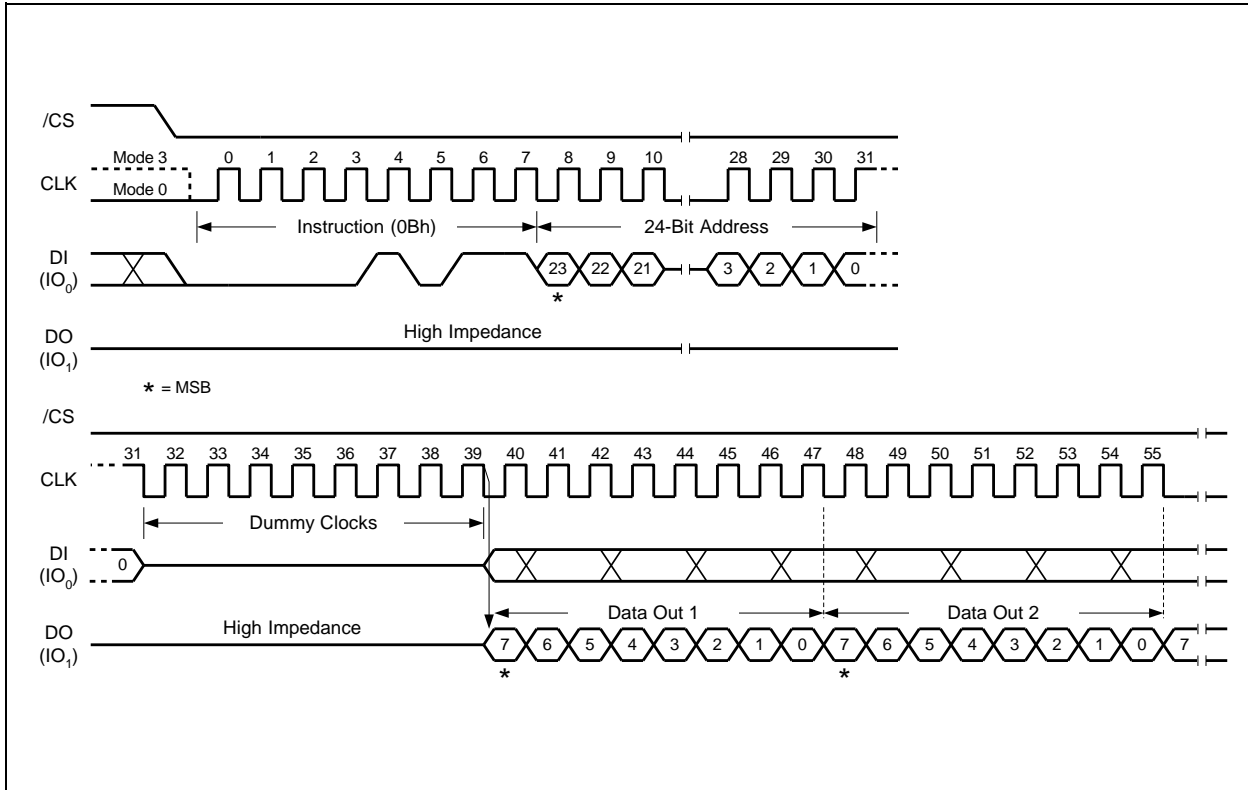 /CS
Mode 3 0 1 2 3 4 5 6 7 8 9 10 28 29 30 31
CLK
Mode 0
Instruction (0Bh) 24-Bit Address
DI
(IO0)
23 22 21 3 2 1 0
*
High Impedance
DO
(IO1)
* = MSB
/CS
31 32 33 34 35 36 37 38 39 40 41 42 43 44 45 46 47 48 49 50 51 52 53 54 55
CLK
Dummy Clocks
DI
(IO0)
0
Data Out 1 Data Out 2
High Impedance
DO
(IO1)
7 6 5 4 3 2 1 0 7 6 5 4 3 2 1 0 7
* *